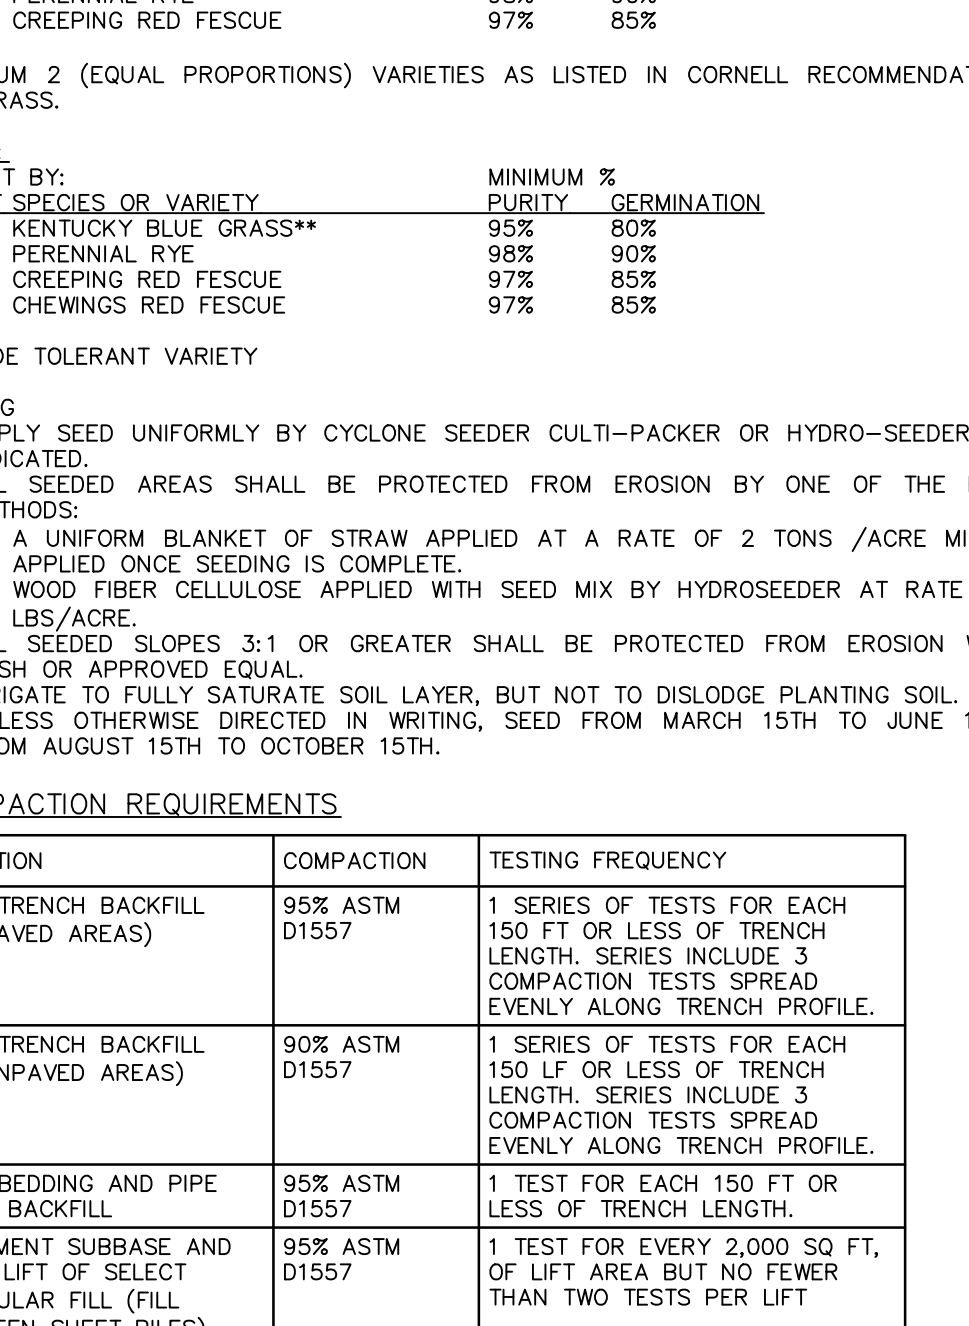 PERENNIAL RYE
CREEPING RED FESCUE 97% 85%
UM 2 (EQUAL PROPORTIONS) VARIETIES AS LISTED IN CORNELL RECOMMENDAT
RASS.
T BY: MINIMUM %
T SPECIES OR VARIETY PURITY GERMINATION
KENTUCKY BLUE GRASS** 95% 80%
PERENNIAL RYE 98% 90%
CREEPING RED FESCUE 97% 85%
CHEWINGS RED FESCUE 97% 85%
DE TOLERANT VARIETY
G
PLY SEED UNIFORMLY BY CYCLONE SEEDER CULTI–PACKER OR HYDRO–SEEDER
DICATED.
L SEEDED AREAS SHALL BE PROTECTED FROM EROSION BY ONE OF THE
THODS:
A UNIFORM BLANKET OF STRAW APPLIED AT A RATE OF 2 TONS /ACRE MI
APPLIED ONCE SEEDING IS COMPLETE.
WOOD FIBER CELLULOSE APPLIED WITH SEED MIX BY HYDROSEEDER AT RATE
LBS/ACRE.
L SEEDED SLOPES 3:1 OR GREATER SHALL BE PROTECTED FROM EROSION
SH OR APPROVED EQUAL.
RIGATE TO FULLY SATURATE SOIL LAYER, BUT NOT TO DISLODGE PLANTING SOIL.
LESS OTHERWISE DIRECTED IN WRITING, SEED FROM MARCH 15TH TO JUNE 1
OM AUGUST 15TH TO OCTOBER 15TH.
PACTION REQUIREMENTS
TION COMPACTION TESTING FREQUENCY
TRENCH BACKFILL
AVED AREAS)
95% ASTM
D1557
1 SERIES OF TESTS FOR EACH
150 FT OR LESS OF TRENCH
LENGTH. SERIES INCLUDE 3
COMPACTION TESTS SPREAD
EVENLY ALONG TRENCH PROFILE.
TRENCH BACKFILL
NPAVED AREAS)
90% ASTM
D1557
1 SERIES OF TESTS FOR EACH
150 LF OR LESS OF TRENCH
LENGTH. SERIES INCLUDE 3
COMPACTION TESTS SPREAD
EVENLY ALONG TRENCH PROFILE.
BEDDING AND PIPE
BACKFILL
95% ASTM
D1557
1 TEST FOR EACH 150 FT OR
LESS OF TRENCH LENGTH.
MENT SUBBASE AND
LIFT OF SELECT
ULAR FILL (FILL
EEN SHEET PILES)
95% ASTM
D1557
1 TEST FOR EVERY 2,000 SQ FT,
OF LIFT AREA BUT NO FEWER
THAN TWO TESTS PER LIFT